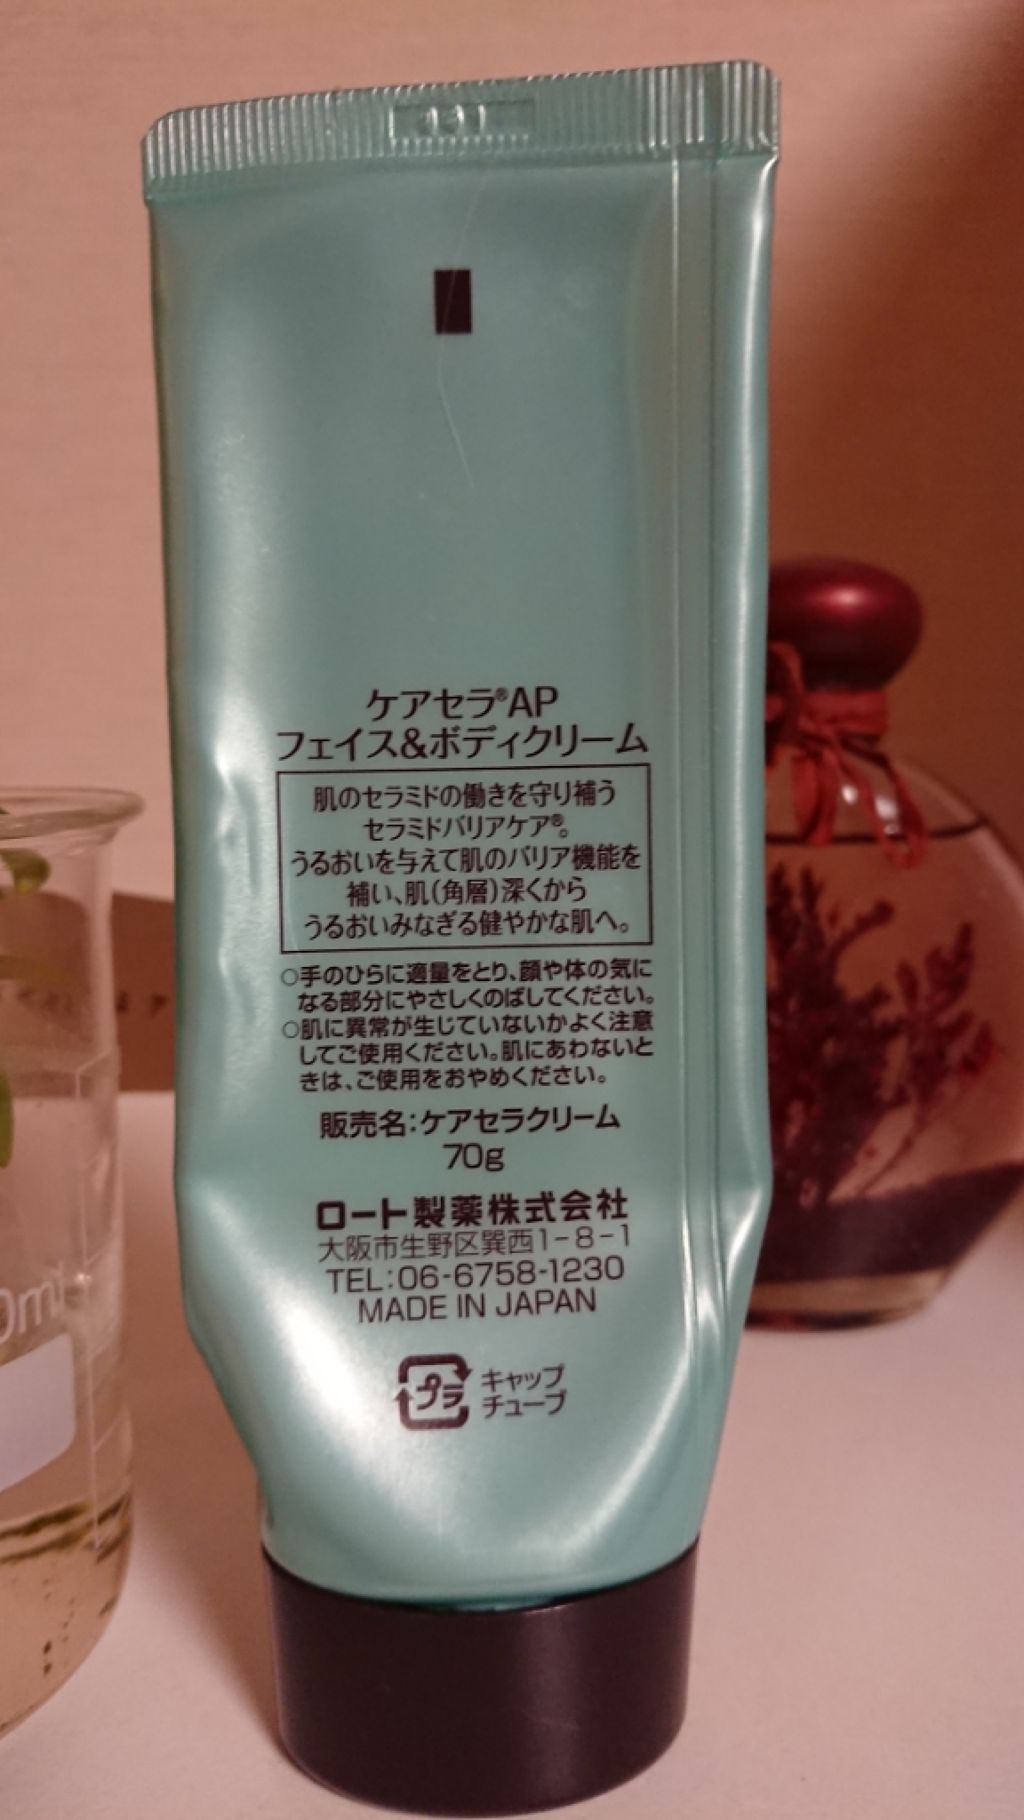 ケアセラ®AP
フェイス&ボディクリーム
肌のセラミドの働きを守り補う
セラミドバリアケア®。
うるおいを与えて肌のバリア機能を
補い、肌(角層)深くから
うるおいみなぎる健やかな肌へ。
○手のひらに適量をとり、顔や体の気に
なる部分にやさしくのばしてください。
○肌に異常が生じていないかよく注意
してご使用ください。肌にあわないと
きは、ご使用をおやめください。
販売名:ケアセラクリーム
70g
ロート製薬株式会社
大阪市生野区巽西1-8-1
TEL:06-6758-1230
MADE IN JAPAN
プラ
キャップ
チューブ